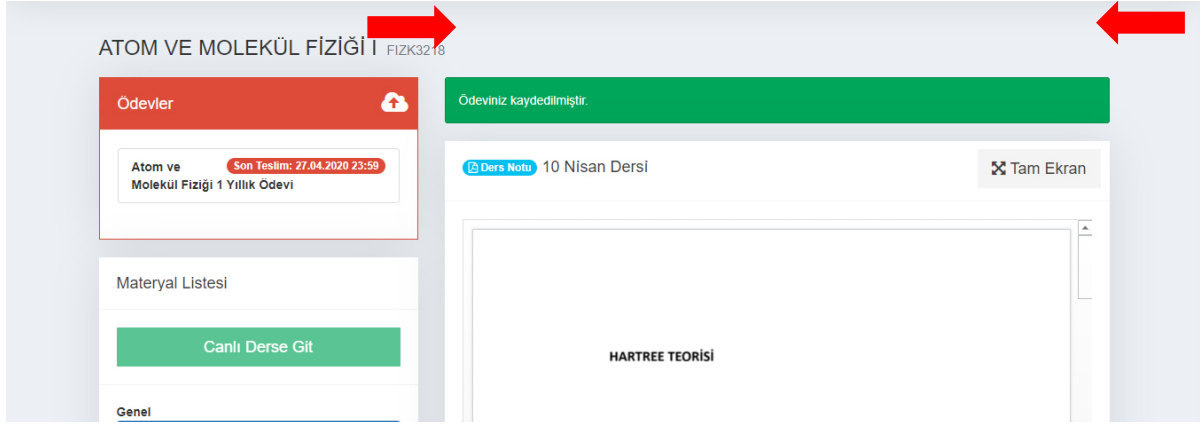 ATOM VE MOLEKÜL FİZİĞİ I FIZK3218
Ödevler
Ödeviniz kaydedilmiştir.
Atom ve Son Teslim: 27.04.2020 23:59
Molekül Fiziği 1 Yıllık Ödevi
Ders Notu 10 Nisan Dersi
Tam Ekran
Materyal Listesi
Canlı Derse Git
HARTREE TEORİSİ
Genel